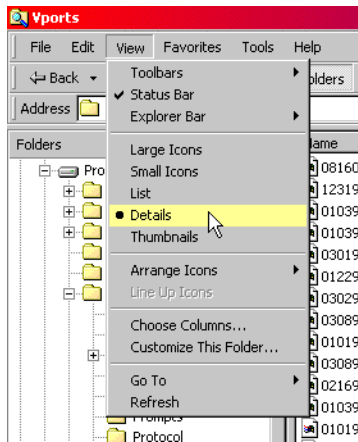 Vports
File Edit View Favorites Tools Help
Back
Toolbars
olders
Status Bar
Address
Explorer Bar
Folders
Large Icons
ame
Pro
Small Icons
08160
List
12319
Details
01039
Thumbnails
01039
03019
Arrange Icons
01229
Line Up Icons
03029
Choose Columns...
03089
Customize This Folder...
01019
03089
Go To
02169
Refresh
01039
Prompts
01019
Protocol